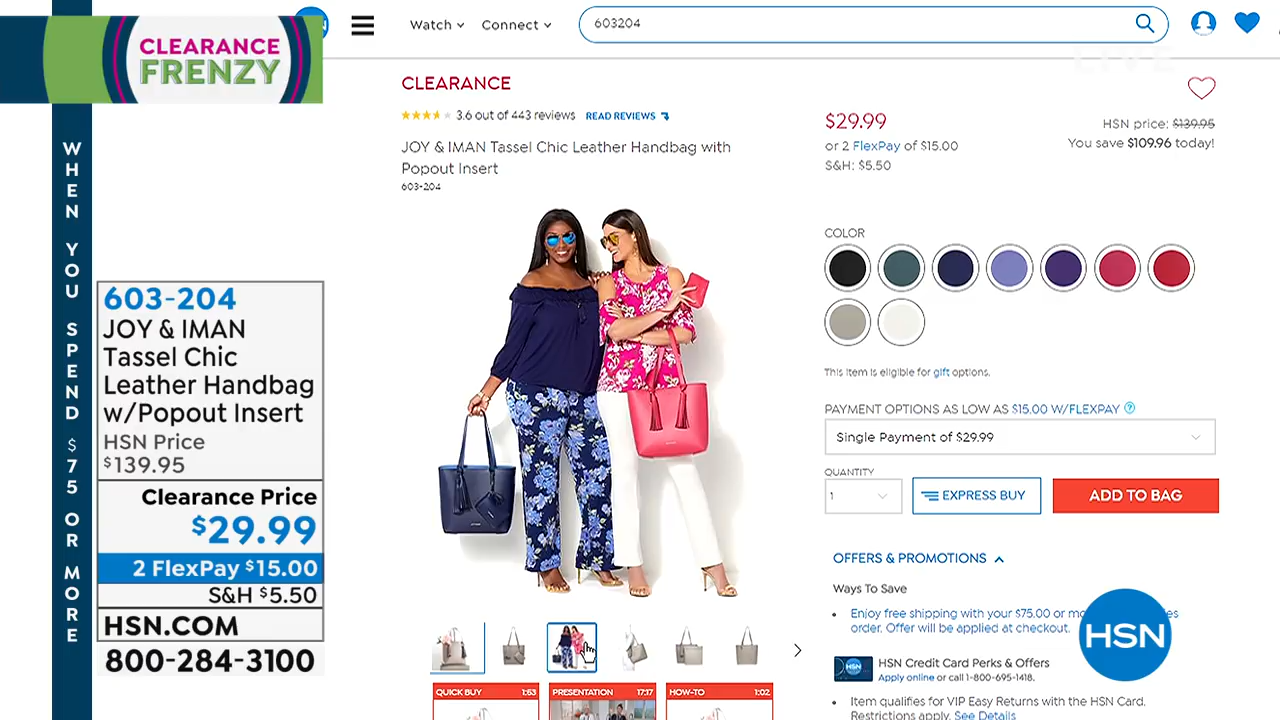 CLEARANCE
FRENZY
WHEN YOU SPEND $75 OR MORE
603-204
JOY & IMAN
Tassel Chic
Leather Handbag
w/Popout Insert
HSN Price
$139.95
Clearance Price
$29.99
2 FlexPay $15.00
S&H $5.50
HSN.COM
800-284-3100
Watch
Connect
603204
LIVE
CLEARANCE
3.6 out of 443 reviews READ REVIEWS
JOY & IMAN Tassel Chic Leather Handbag with
Popout Insert
603-204
$29.99
or 2 FlexPay of $15.00
S&H: $5.50
HSN price: $139.95
You save $109.96 today!
COLOR
This item is eligible for gift options.
PAYMENT OPTIONS AS LOW AS $15.00 W/FLEXPAY ?
Single Payment of $29.99
QUANTITY
1
EXPRESS BUY
ADD TO BAG
OFFERS & PROMOTIONS
Ways To Save
Enjoy free shipping with your $75.00 or
order. Offer will be applied at checkout.
HSN
HSN Credit Card Perks & Offers
Apply online or call 1-800-695-1418.
Item qualifies for VIP Easy Returns with the HSN Card.
Restrictions apply. See Details
QUICK BUY 1:53
PRESENTATION 17:17
HOW-TO 1:02